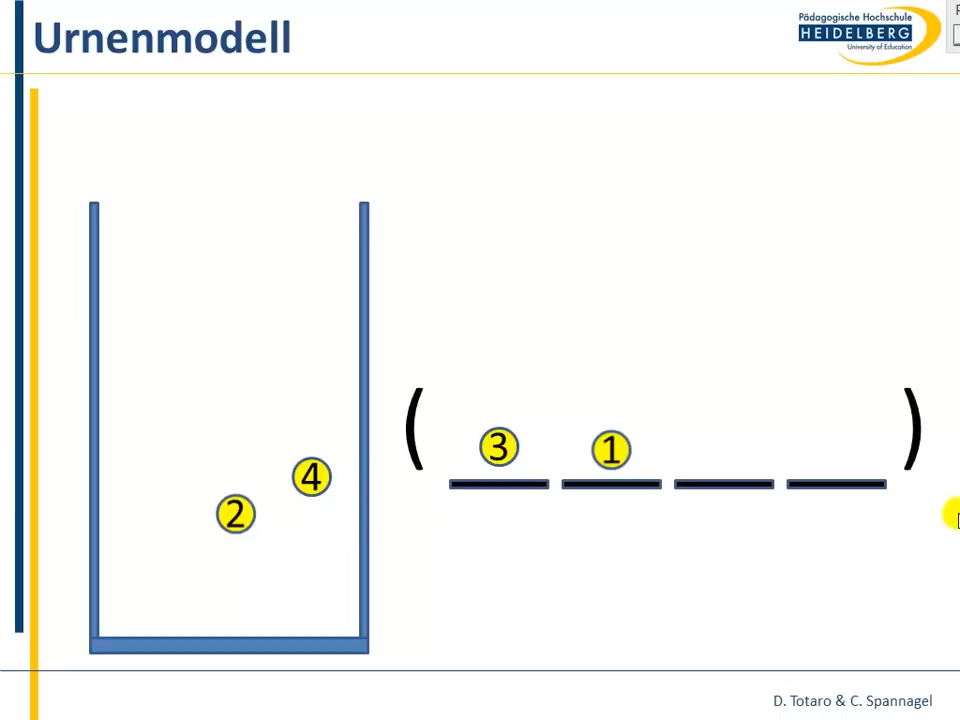 Urnenmodell
Pädagogische Hochschule
HEIDELBERG
University of Education
( 3 1 )
4
2
D. Totaro & C. Spannagel